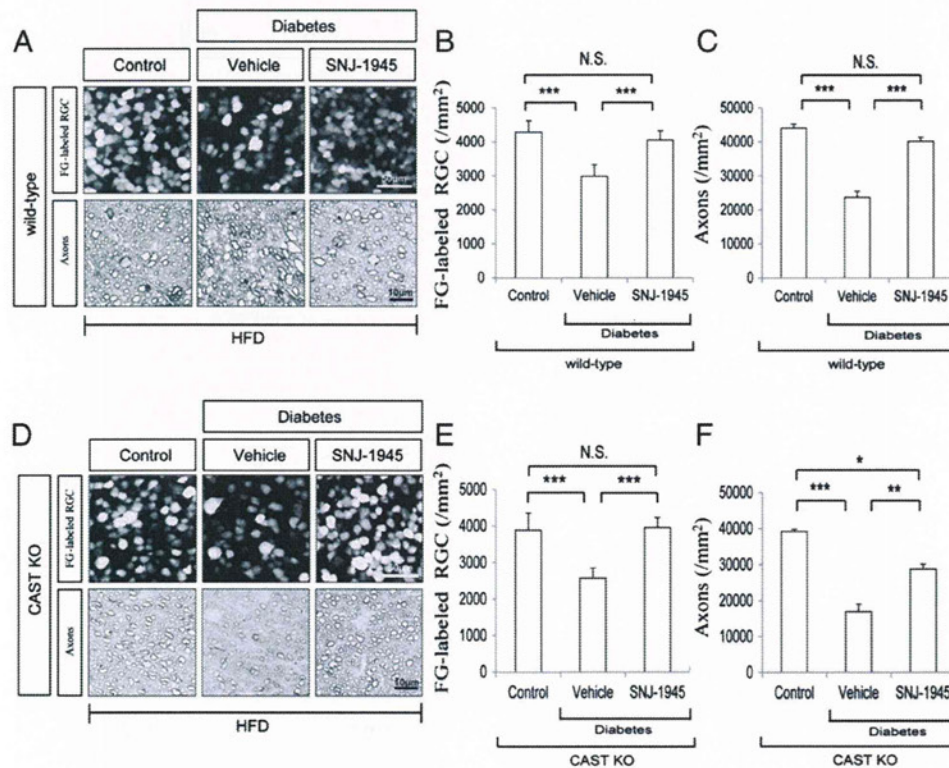 A
Diabetes
Control
Vehicle
SNJ-1945
wild-type
FG-labeled RGC
50μm
Axons
10μm
HFD
B
FG-labeled RGC (/mm²)
5000
4000
3000
2000
1000
0
N.S.
***
***
Control
Vehicle
SNJ-1945
Diabetes
wild-type
C
Axons (/mm²)
50000
40000
30000
20000
10000
0
N.S.
***
***
Control
Vehicle
SNJ-1945
Diabetes
wild-type
D
Diabetes
Control
Vehicle
SNJ-1945
CAST KO
FG-labeled RGC
Axons
10μm
HFD
E
FG-labeled RGC (/mm²)
5000
4000
3000
2000
1000
0
N.S.
***
***
Control
Vehicle
SNJ-1945
Diabetes
CAST KO
F
Axons (/mm²)
50000
40000
30000
20000
10000
0
*
***
**
Control
Vehicle
SNJ-1945
Diabetes
CAST KO